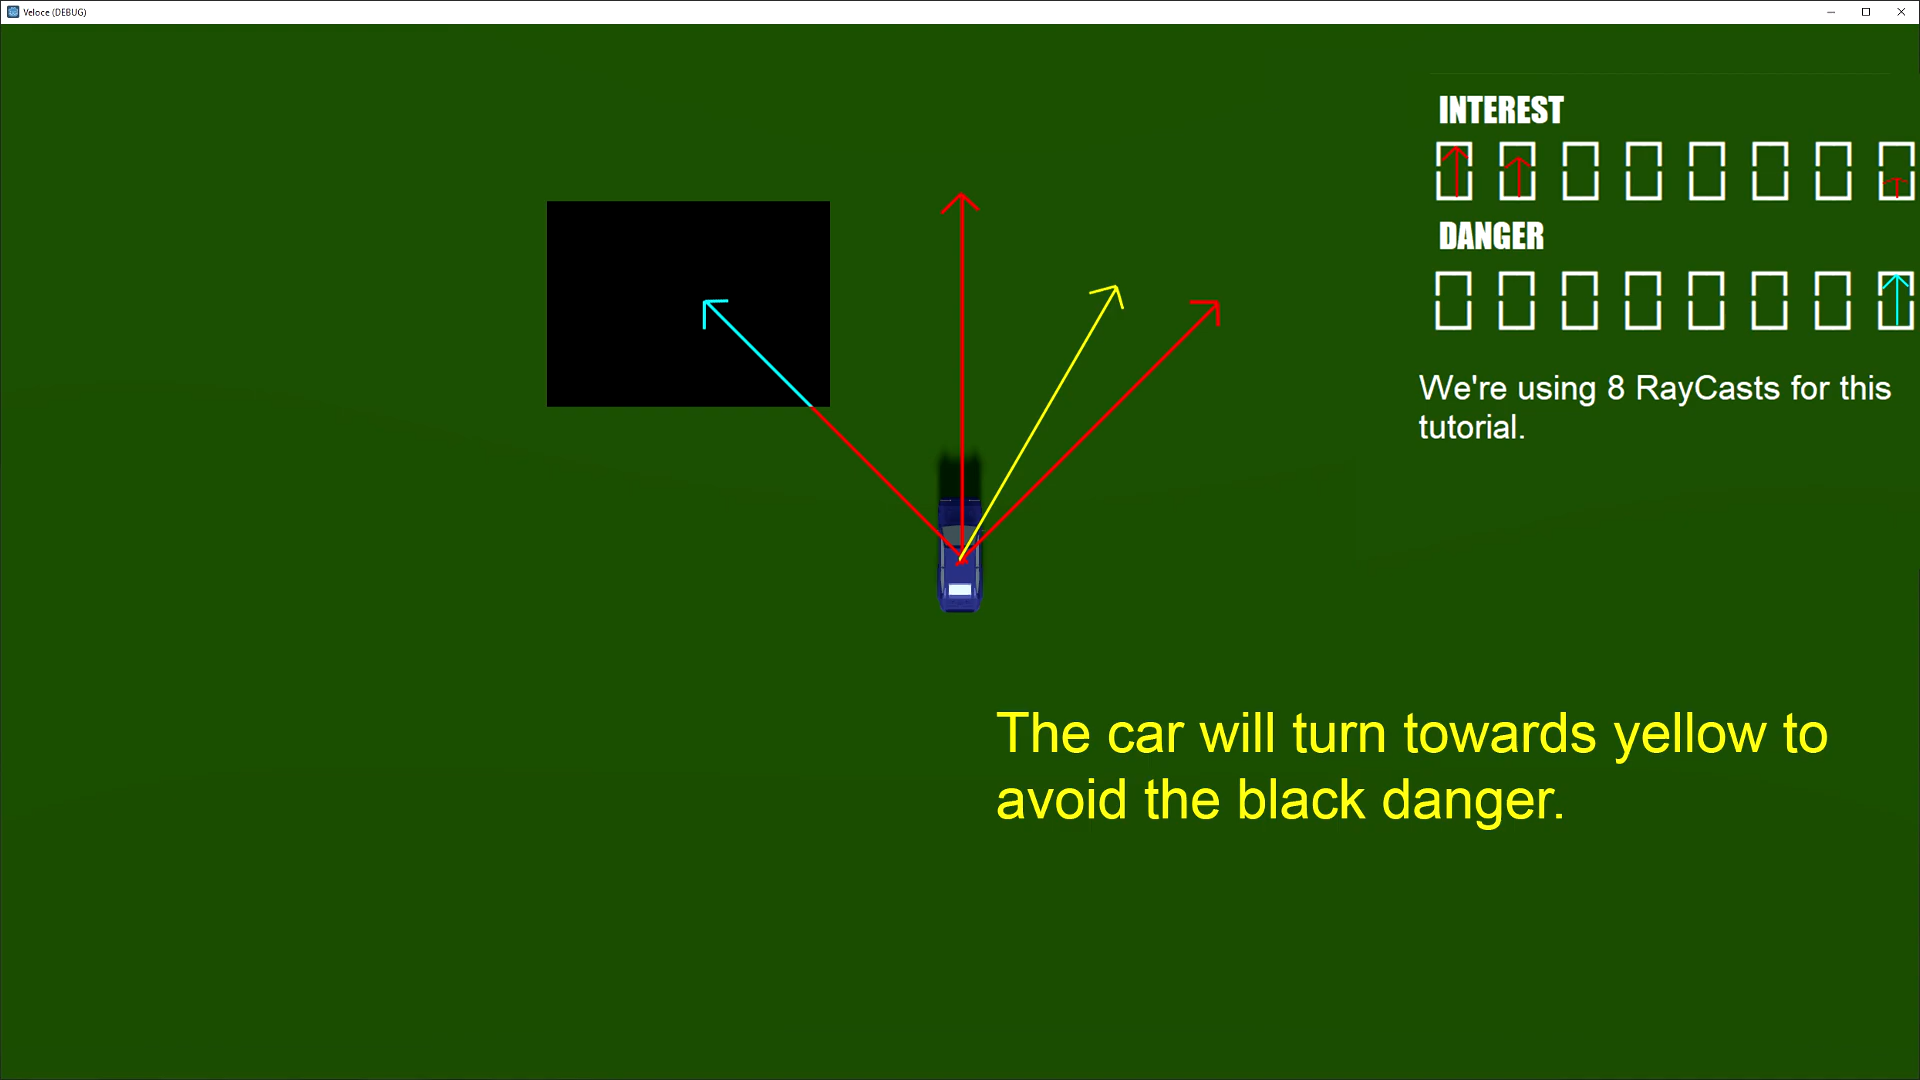 Veloce (DEBUG)
INTEREST
DANGER
We're using 8 RayCasts for this
tutorial.
The car will turn towards yellow to
avoid the black danger.